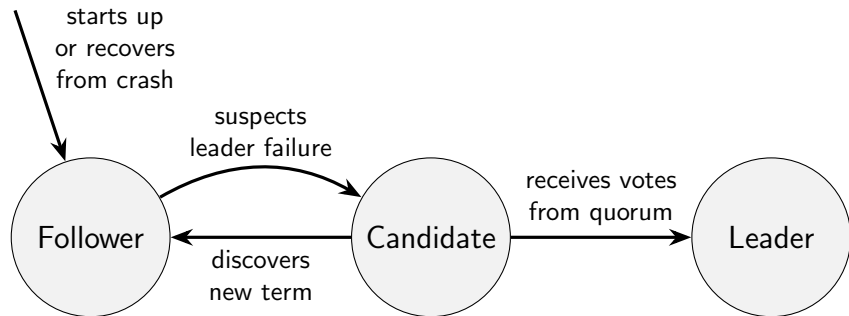 starts up
or recovers
from crash
suspects
leader failure
receives votes
from quorum
Follower
Candidate
Leader
discovers
new term